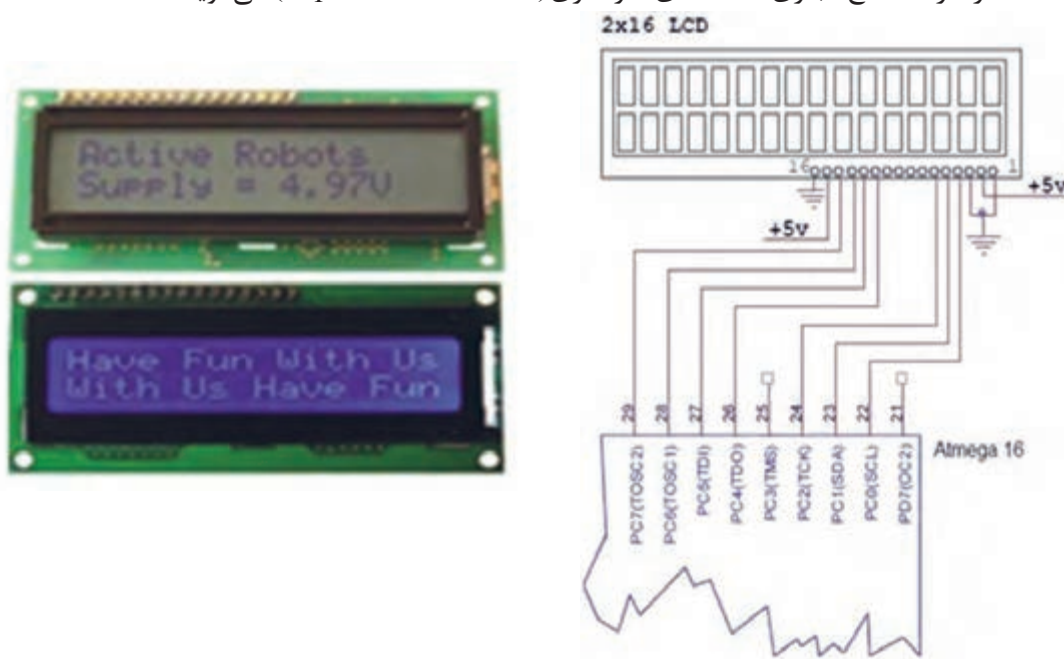 2x16 LCD
Active Robots
Supply = 4.97V
Have Fun With Us
With Us Have Fun
16
1
+5v
+5v
29
28
27
26
25
24
23
22
21
Atmega 16
PC7(TOSC2)
PC6(TOSC1)
PC5(TDI)
PC4(TDO)
PC3(TMS)
PC2(TCK)
PC1(SDA)
PC0(SCL)
PD7(OC2)